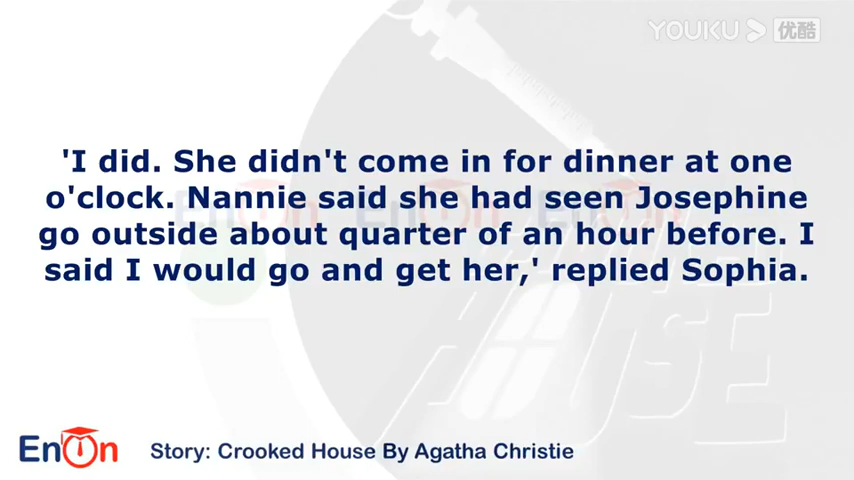 YOUKU 优酷
'I did. She didn't come in for dinner at one
o'clock. Nannie said she had seen Josephine
go outside about quarter of an hour before. I
said I would go and get her,' replied Sophia.
HOUSE
EnOn
Story: Crooked House By Agatha Christie